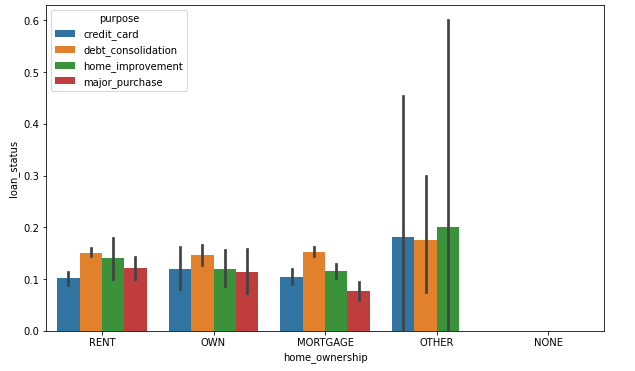 purpose
credit_card
debt_consolidation
home_improvement
major_purchase
loan_status
0.6
0.5
0.4
0.3
0.2
0.1
0.0
RENT OWN MORTGAGE OTHER NONE
home_ownership